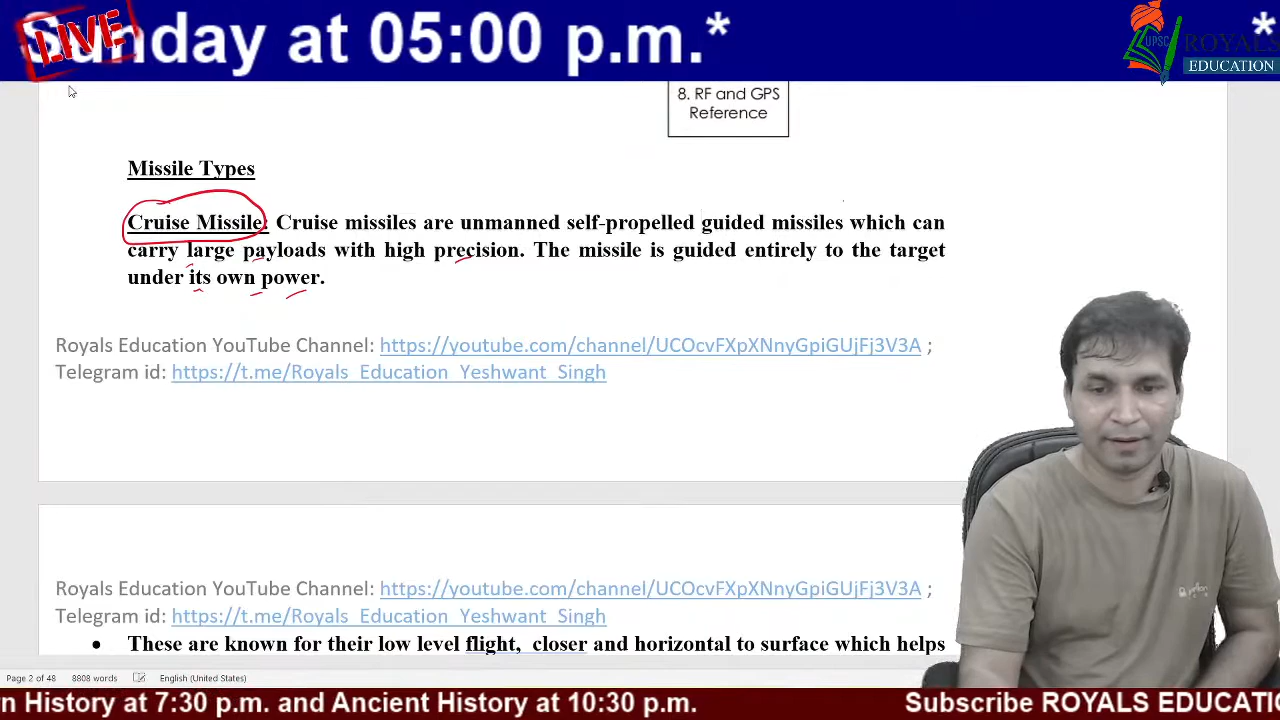 Sunday at 05:00 p.m.*
*
LIVE
UPSC
ROYALS
EDUCATION
8. RF and GPS
Reference
Missile Types
Cruise Missile: Cruise missiles are unmanned self-propelled guided missiles which can
carry large payloads with high precision. The missile is guided entirely to the target
under its own power.
Royals Education YouTube Channel: https://youtube.com/channel/UCOcvFXpXNnyGpiGUjFj3V3A ;
Telegram id: https://t.me/Royals_Education_Yeshwant_Singh
Royals Education YouTube Channel: https://youtube.com/channel/UCOcvFXpXNnyGpiGUjFj3V3A ;
Telegram id: https://t.me/Royals_Education_Yeshwant_Singh
• These are known for their low level flight, closer and horizontal to surface which helps
Page 2 of 48 8808 words English (United States)
n History at 7:30 p.m. and Ancient History at 10:30 p.m. Subscribe ROYALS EDUCATI